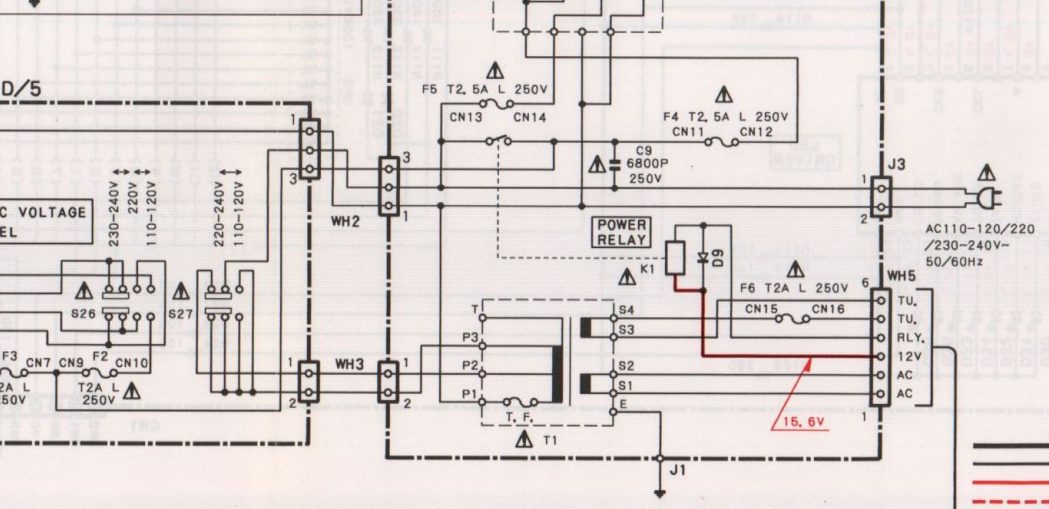 D/5
F5 T2.5A L 250V
CN13 CN14
F4 T2.5A L 250V
CN11 CN12
C9
6800P
250V
1
3
3
1
WH2
J3
1
2
AC110-120/220
/230-240V~
50/60Hz
C VOLTAGE
EL
230-240V
220V
110-120V
220-240V
110-120V
POWER
RELAY
K1
D9
S26
S27
F6 T2A L 250V
CN15 CN16
WH5
6
TU.
TU.
RLY.
12V
AC
AC
1
T
P3
P2
P1
S4
S3
S2
S1
E
T.F.
T1
F3
CN7
CN9
F2
CN10
2A L
250V
T2A L
250V
1
2
WH3
1
2
15.6V
J1